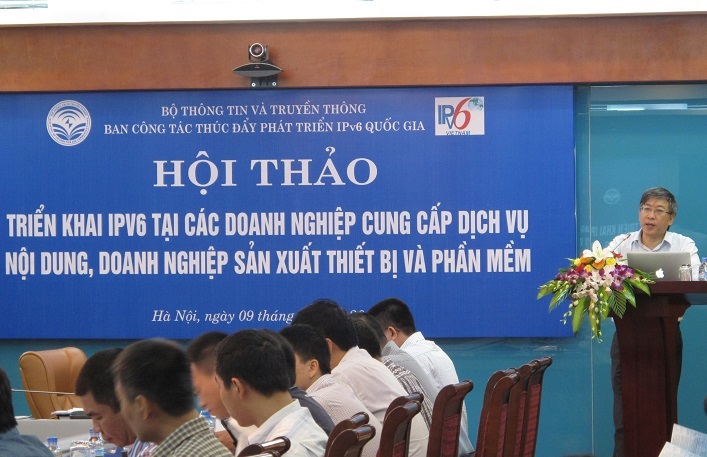 BỘ THÔNG TIN VÀ TRUYỀN THÔNG
BAN CÔNG TÁC THÚC ĐẨY PHÁT TRIỂN IPv6 QUỐC GIA
IPv6
VIETNAM
HỘI THẢO
TRIỂN KHAI IPV6 TẠI CÁC DOANH NGHIỆP CUNG CẤP DỊCH VỤ
NỘI DUNG, DOANH NGHIỆP SẢN XUẤT THIẾT BỊ VÀ PHẦN MỀM
Hà Nội, ngày 09 tháng